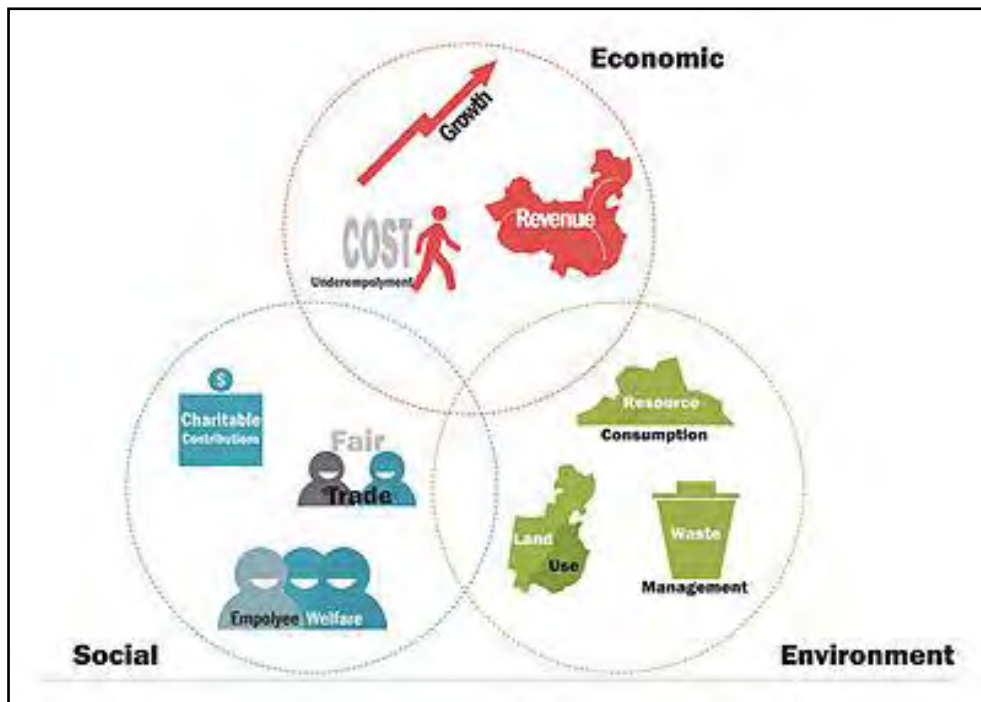 Economic
Growth
COST
Underempolyment
Revenue
$
Charitable
Contributions
Fair
Trade
Empolyee Welfare
Social
Resource
Consumption
Land
Use
Waste
Management
Environment